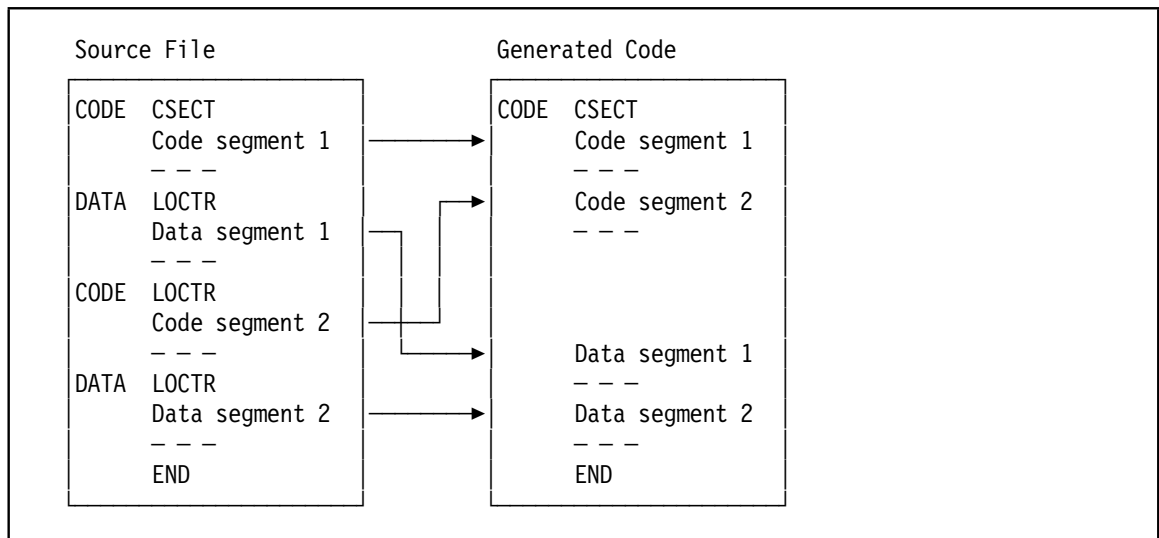 Source File Generated Code
CODE CSECT CODE CSECT
Code segment 1 Code segment 1
— — — — — —
DATA LOCTR Code segment 2
Data segment 1 — — —
— — —
CODE LOCTR
Code segment 2
— — — Data segment 1
DATA LOCTR — — —
Data segment 2 Data segment 2
— — — — — —
END END